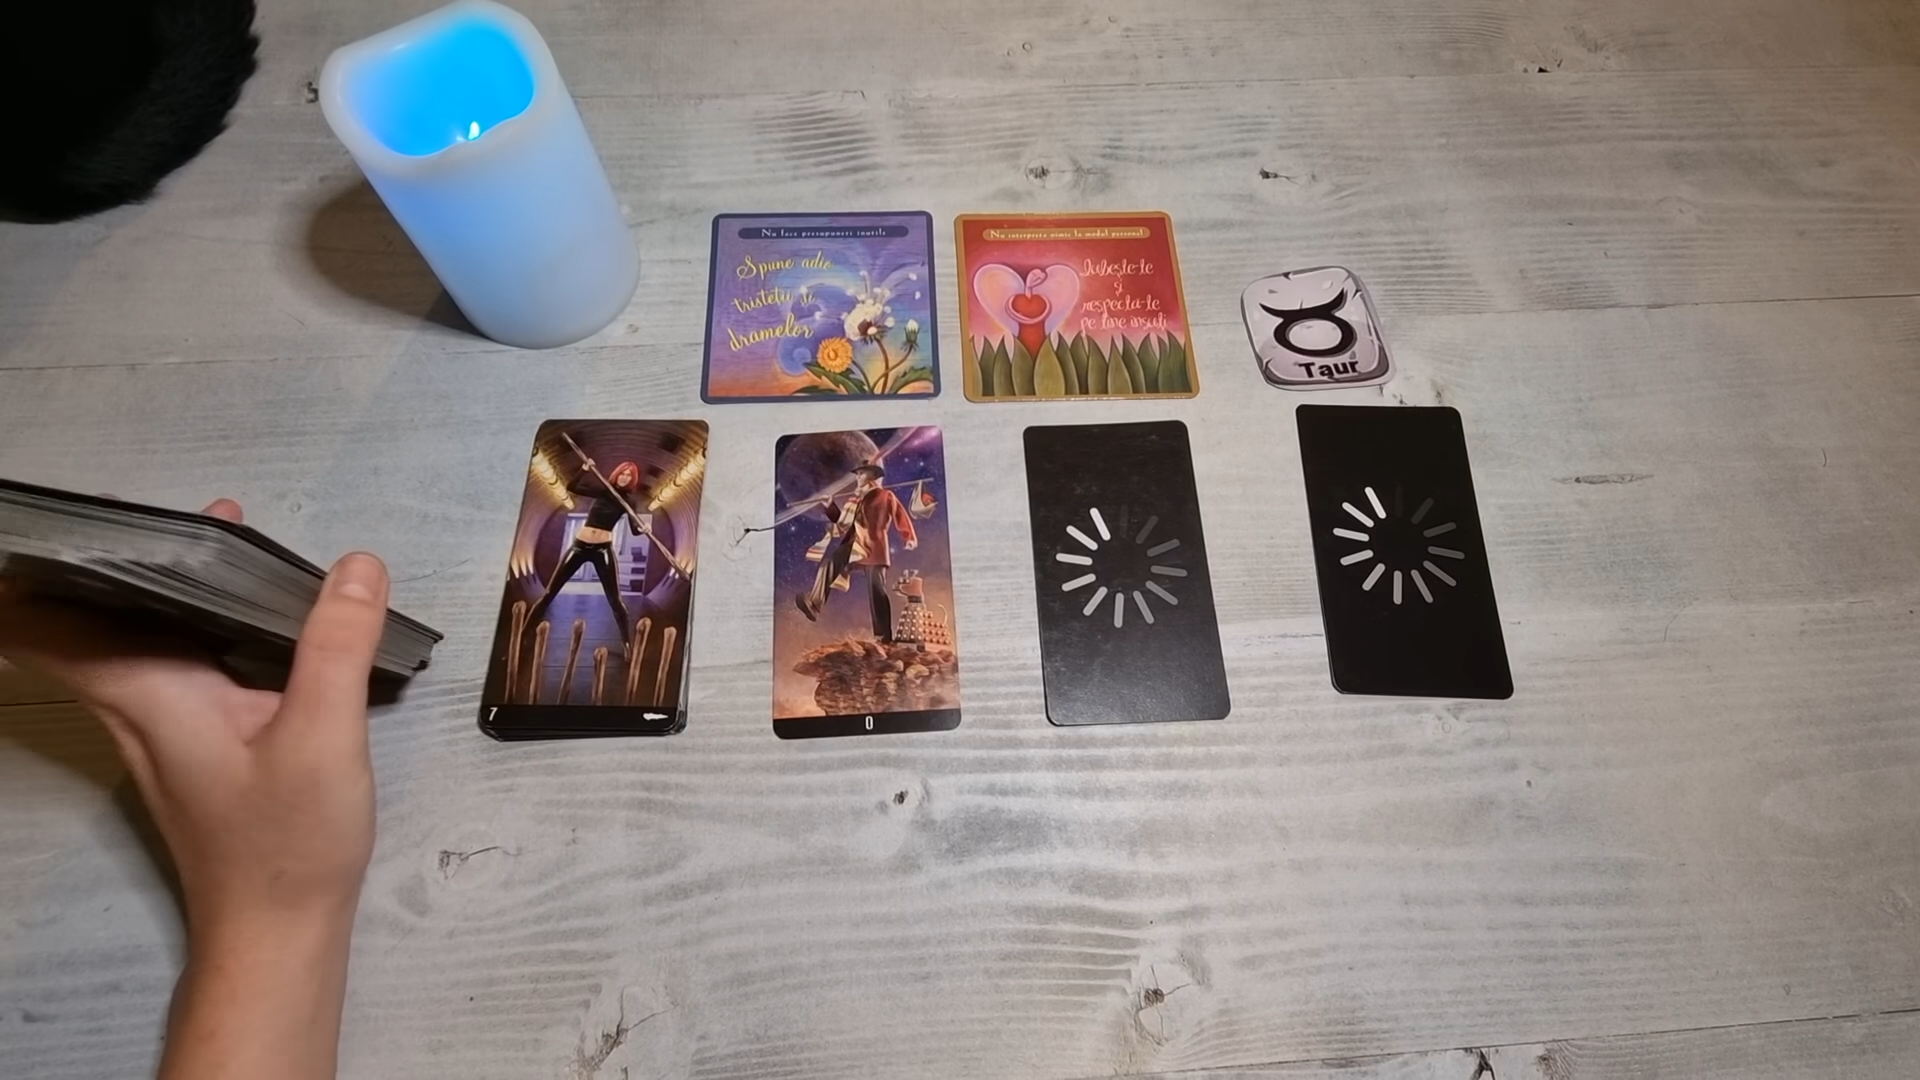 Nu face presupuneri inutile
Spune adio
tristeții și
dramelor
Nu interpreta nimic în modul personal
Iubește-te
și
respectă-te
pe tine însuți
Taur
7
0